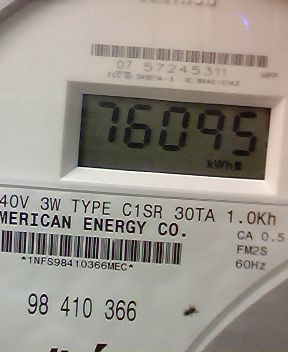 07 57245311
76095
kWh
40V 3W TYPE C1SR 30TA 1.0Kh
MERICAN ENERGY CO.
CA 0.5
FM2S
60Hz
*1NFS98410366MEC*
98 410 366